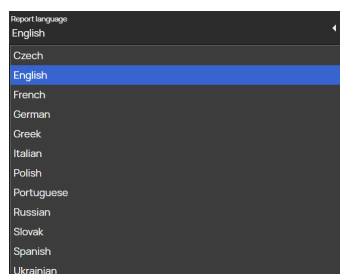 Report language
English
Czech
English
French
German
Greek
Italian
Polish
Portuguese
Russian
Slovak
Spanish
Ukrainian